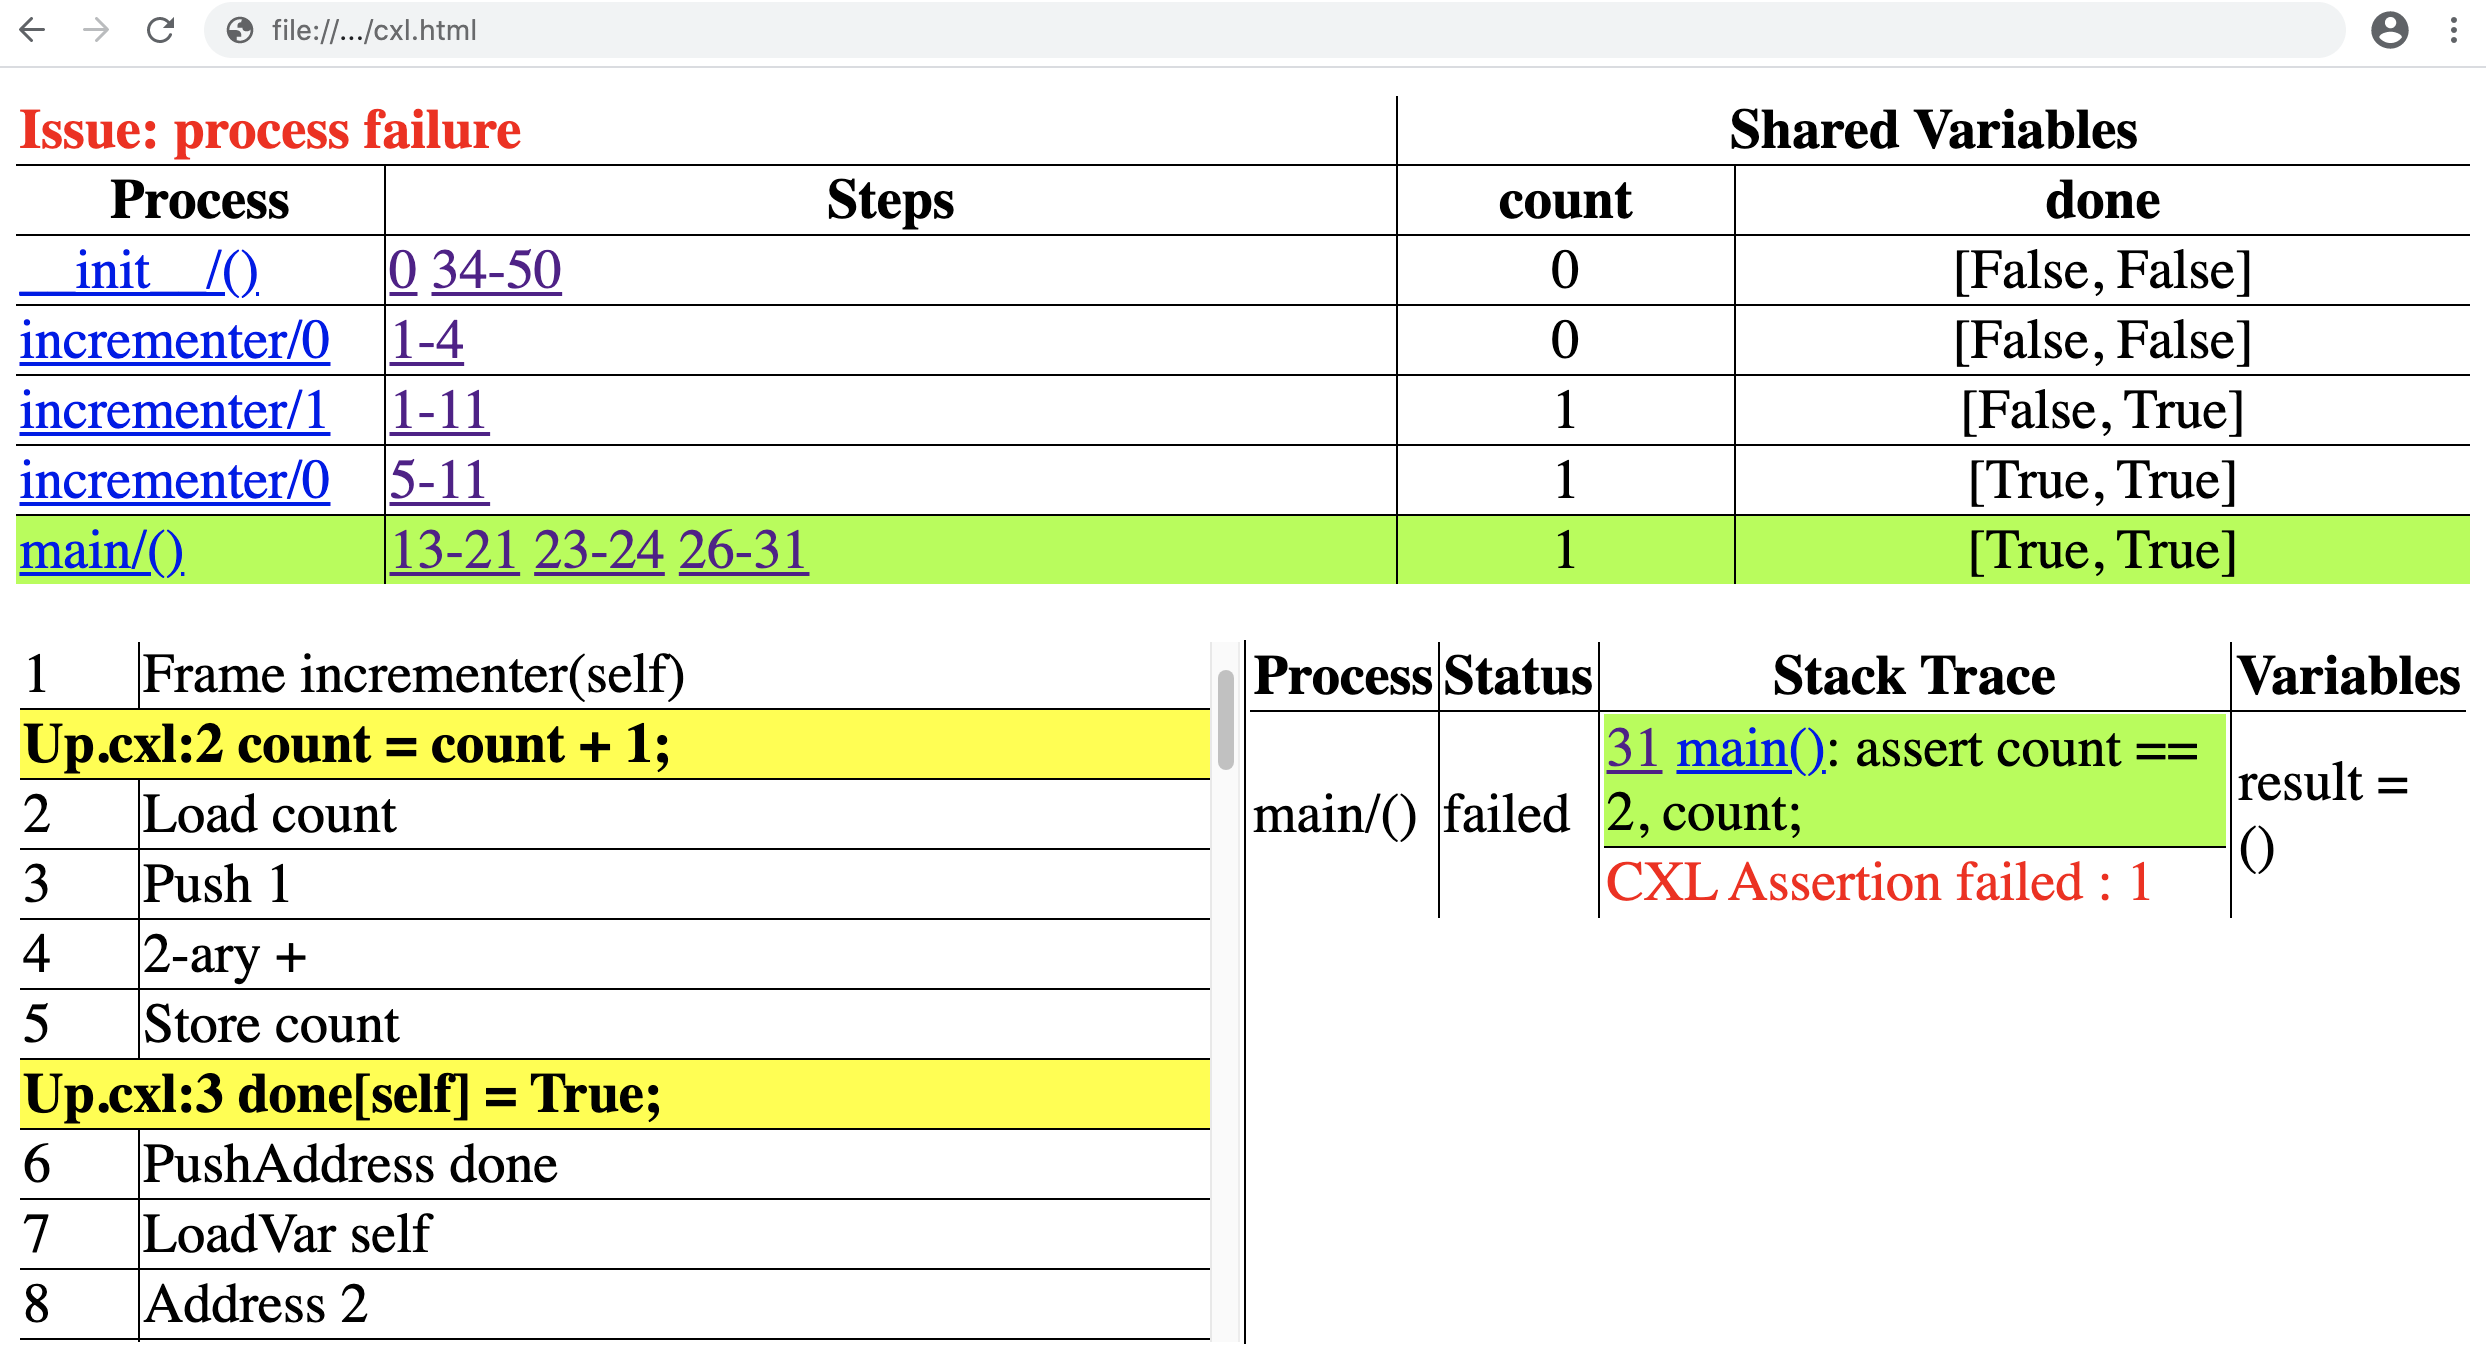 file://.../cxl.html
Issue: process failure Shared Variables
Process Steps count done
__init__/() 0 34-50 0 [False, False]
incrementer/0 1-4 0 [False, False]
incrementer/1 1-11 1 [False, True]
incrementer/0 5-11 1 [True, True]
main/() 13-21 23-24 26-31 1 [True, True]
1 Frame incrementer(self)
Up.cxl:2 count = count + 1;
2 Load count
3 Push 1
4 2-ary +
5 Store count
Up.cxl:3 done[self] = True;
6 PushAddress done
7 LoadVar self
8 Address 2
Process Status Stack Trace Variables
main/() failed
31 main(): assert count ==
2, count;
CXL Assertion failed : 1
result =
()